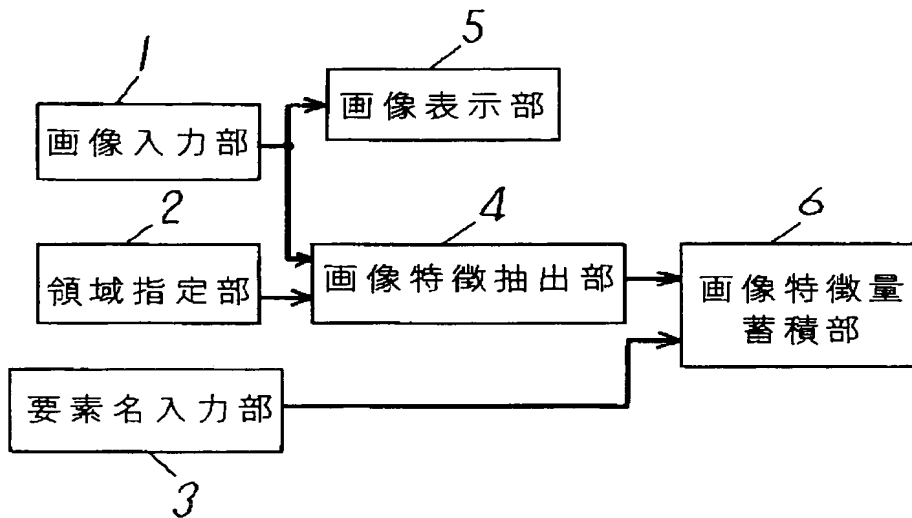 1
画像入力部
5
画像表示部
2
領域指定部
4
画像特徴抽出部
6
画像特徴量
蓄積部
要素名入力部
3